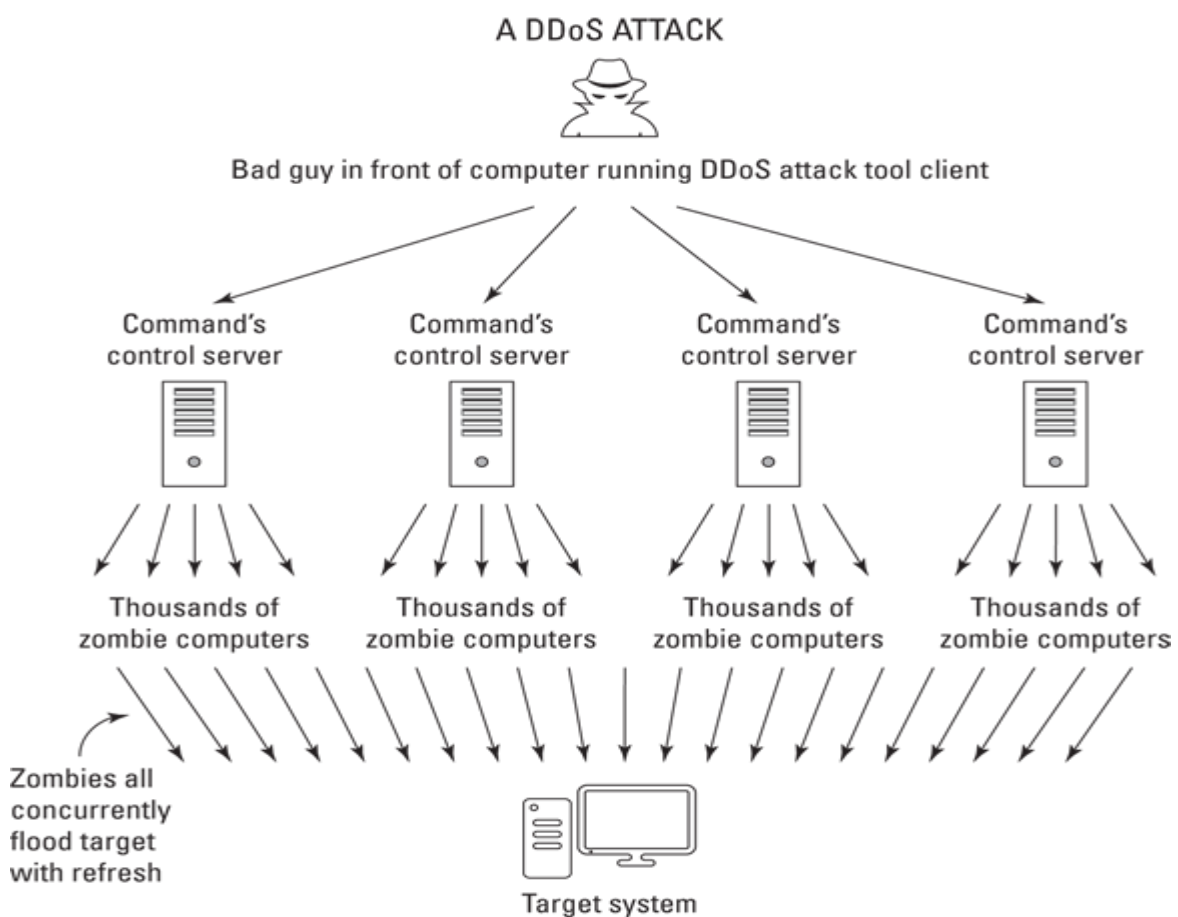 A DDoS ATTACK
Bad guy in front of computer running DDoS attack tool client
Command's
control server
Command's
control server
Command's
control server
Command's
control server
Thousands of
zombie computers
Thousands of
zombie computers
Thousands of
zombie computers
Thousands of
zombie computers
Zombies all
concurrently
flood target
with refresh
Target system